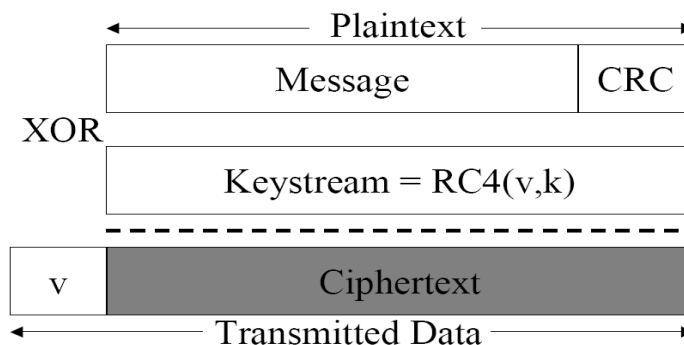 Plaintext
Message CRC
XOR
Keystream = RC4(v,k)
v Ciphertext
Transmitted Data